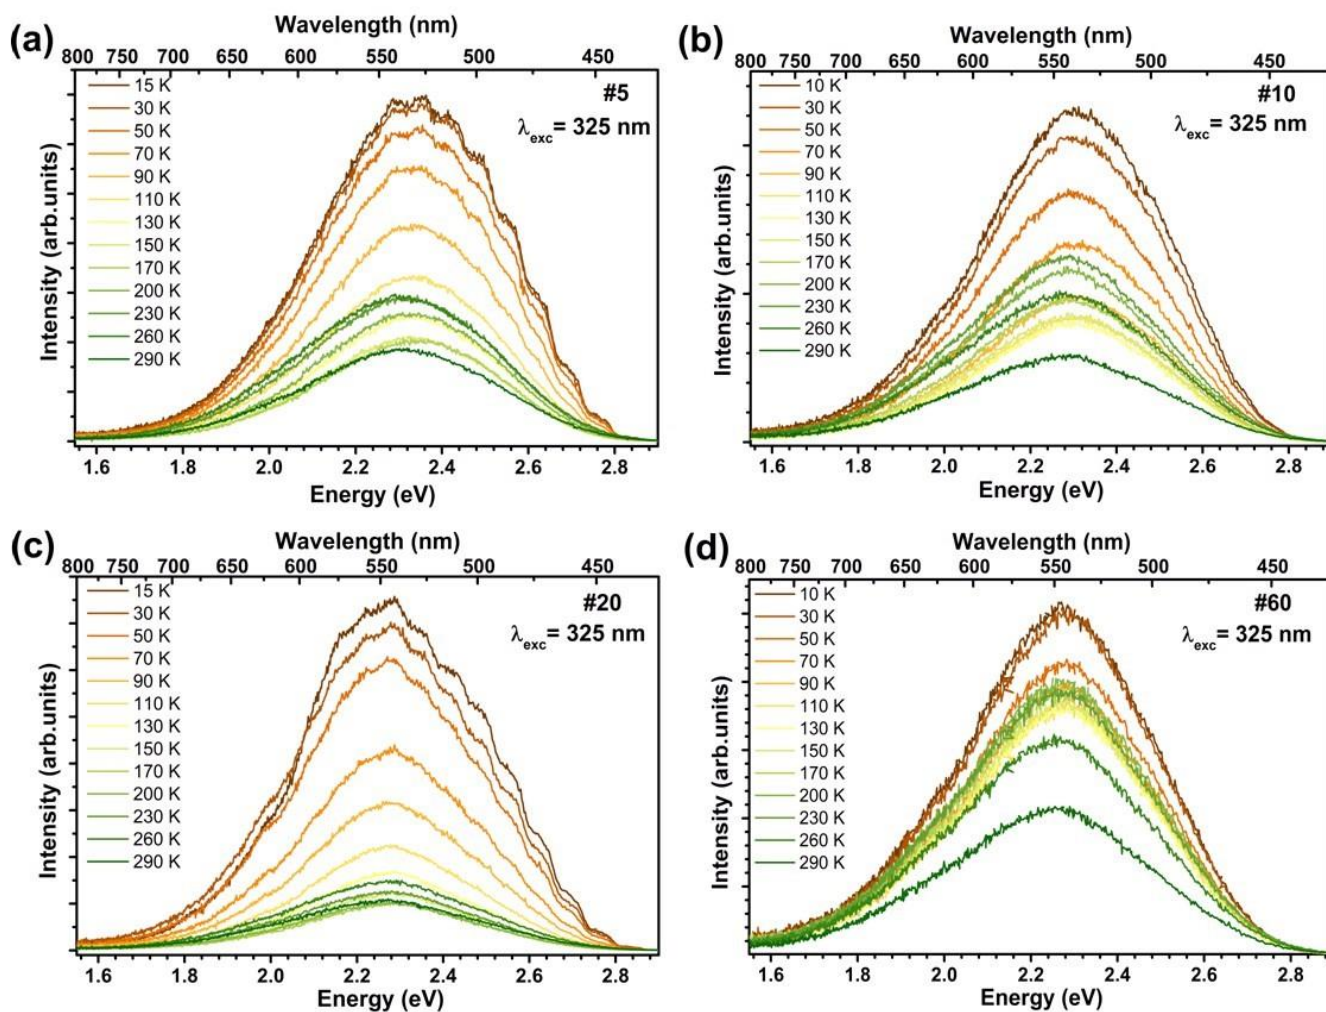 (a)
Wavelength (nm)
800 750 700 650 600 550 500 450
15 K
30 K
50 K
70 K
90 K
110 K
130 K
150 K
170 K
200 K
230 K
260 K
290 K
#5
λexc= 325 nm
Intensity (arb.units)
1.6 1.8 2.0 2.2 2.4 2.6 2.8
Energy (eV)
(b)
Wavelength (nm)
800 750 700 650 600 550 500 450
10 K
30 K
50 K
70 K
90 K
110 K
130 K
150 K
170 K
200 K
230 K
260 K
290 K
#10
λexc= 325 nm
Intensity (arb.units)
1.6 1.8 2.0 2.2 2.4 2.6 2.8
Energy (eV)
(c)
Wavelength (nm)
800 750 700 650 600 550 500 450
15 K
30 K
50 K
70 K
90 K
110 K
130 K
150 K
170 K
200 K
230 K
260 K
290 K
#20
λexc= 325 nm
Intensity (arb.units)
1.6 1.8 2.0 2.2 2.4 2.6 2.8
Energy (eV)
(d)
Wavelength (nm)
800 750 700 650 600 550 500 450
10 K
30 K
50 K
70 K
90 K
110 K
130 K
150 K
170 K
200 K
230 K
260 K
290 K
#60
λexc= 325 nm
Intensity (arb.units)
1.6 1.8 2.0 2.2 2.4 2.6 2.8
Energy (eV)